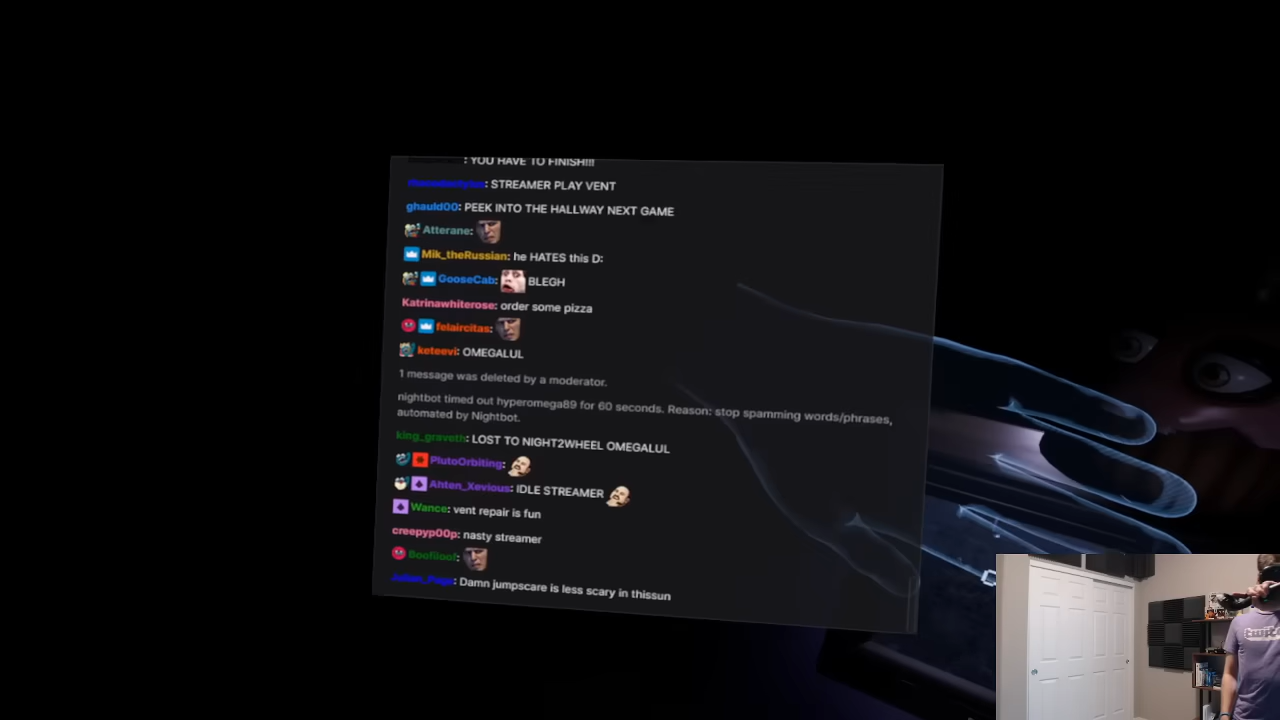 : YOU HAVE TO FINISH!!!
: STREAMER PLAY VENT
ghauld00: PEEK INTO THE HALLWAY NEXT GAME
Atterane:
Mik_theRussian: he HATES this D:
GooseCab: BLEGH
Katrinawhiterose: order some pizza
felaircitas:
keteevi: OMEGALUL
1 message was deleted by a moderator.
nightbot timed out hyperomega89 for 60 seconds. Reason: stop spamming words/phrases,
automated by Nightbot.
king_graveth: LOST TO NIGHT2WHEEL OMEGALUL
PlutoOrbiting:
Ahten_Xevious: IDLE STREAMER
Wance: vent repair is fun
creepyp00p: nasty streamer
: Damn jumpscare is less scary in thissun